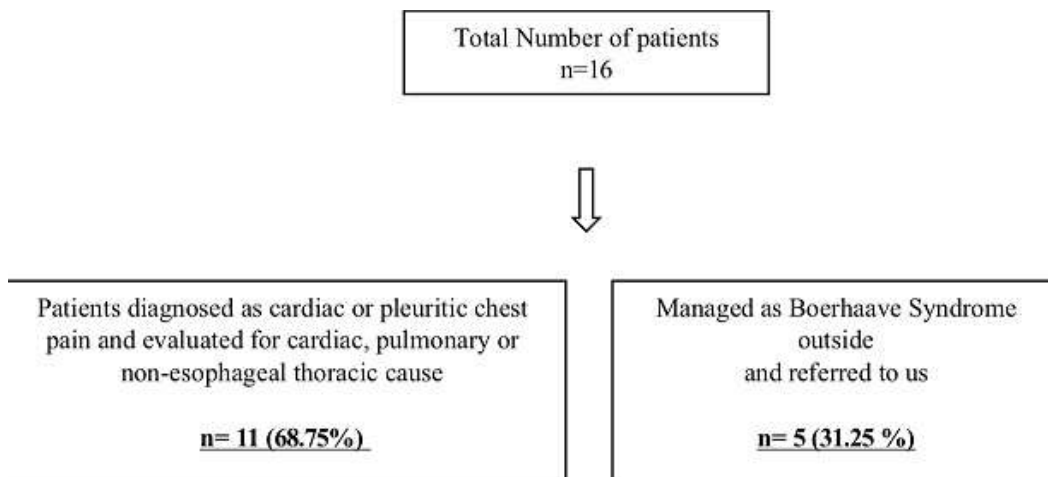 Total Number of patients
n=16
Patients diagnosed as cardiac or pleuritic chest
pain and evaluated for cardiac, pulmonary or
non-esophageal thoracic cause
n= 11 (68.75%)
Managed as Boerhaave Syndrome
outside
and referred to us
n= 5 (31.25 %)